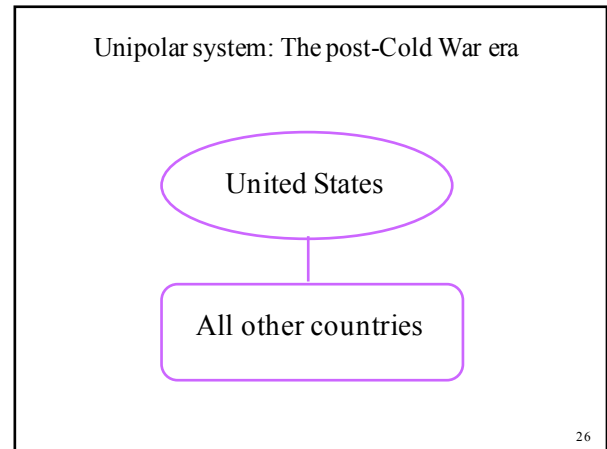 Unipolar system: The post-Cold War era
United States
All other countries
26